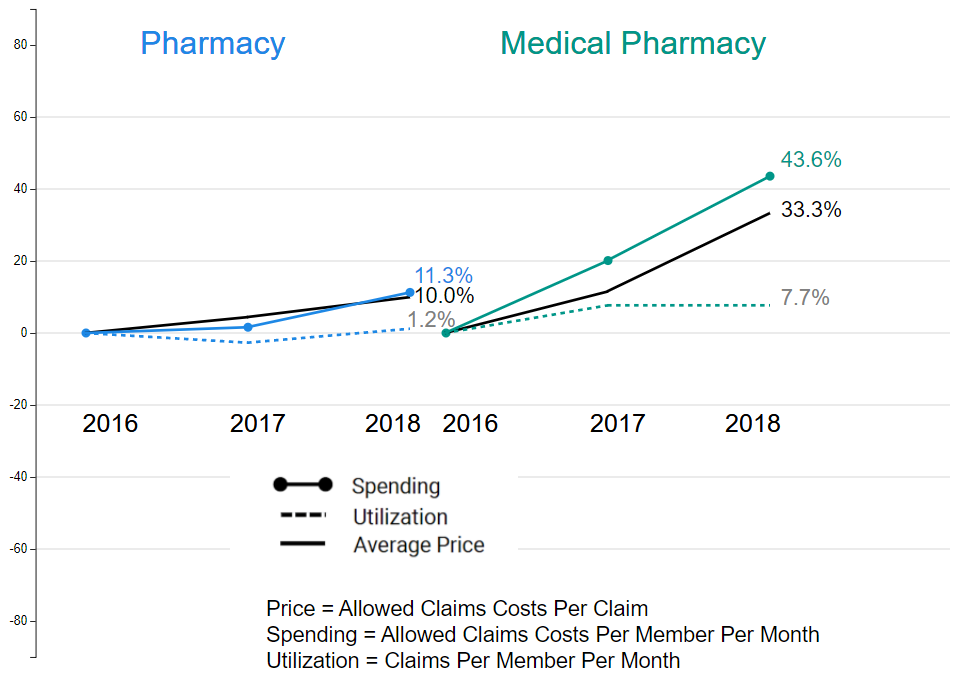 Pharmacy Medical Pharmacy
80
60
40
20
0
-20
-40
-60
-80
43.6%
33.3%
11.3%
10.0%
7.7%
1.2%
2016 2017 2018 2016 2017 2018
Spending
Utilization
Average Price
Price = Allowed Claims Costs Per Claim
Spending = Allowed Claims Costs Per Member Per Month
Utilization = Claims Per Member Per Month